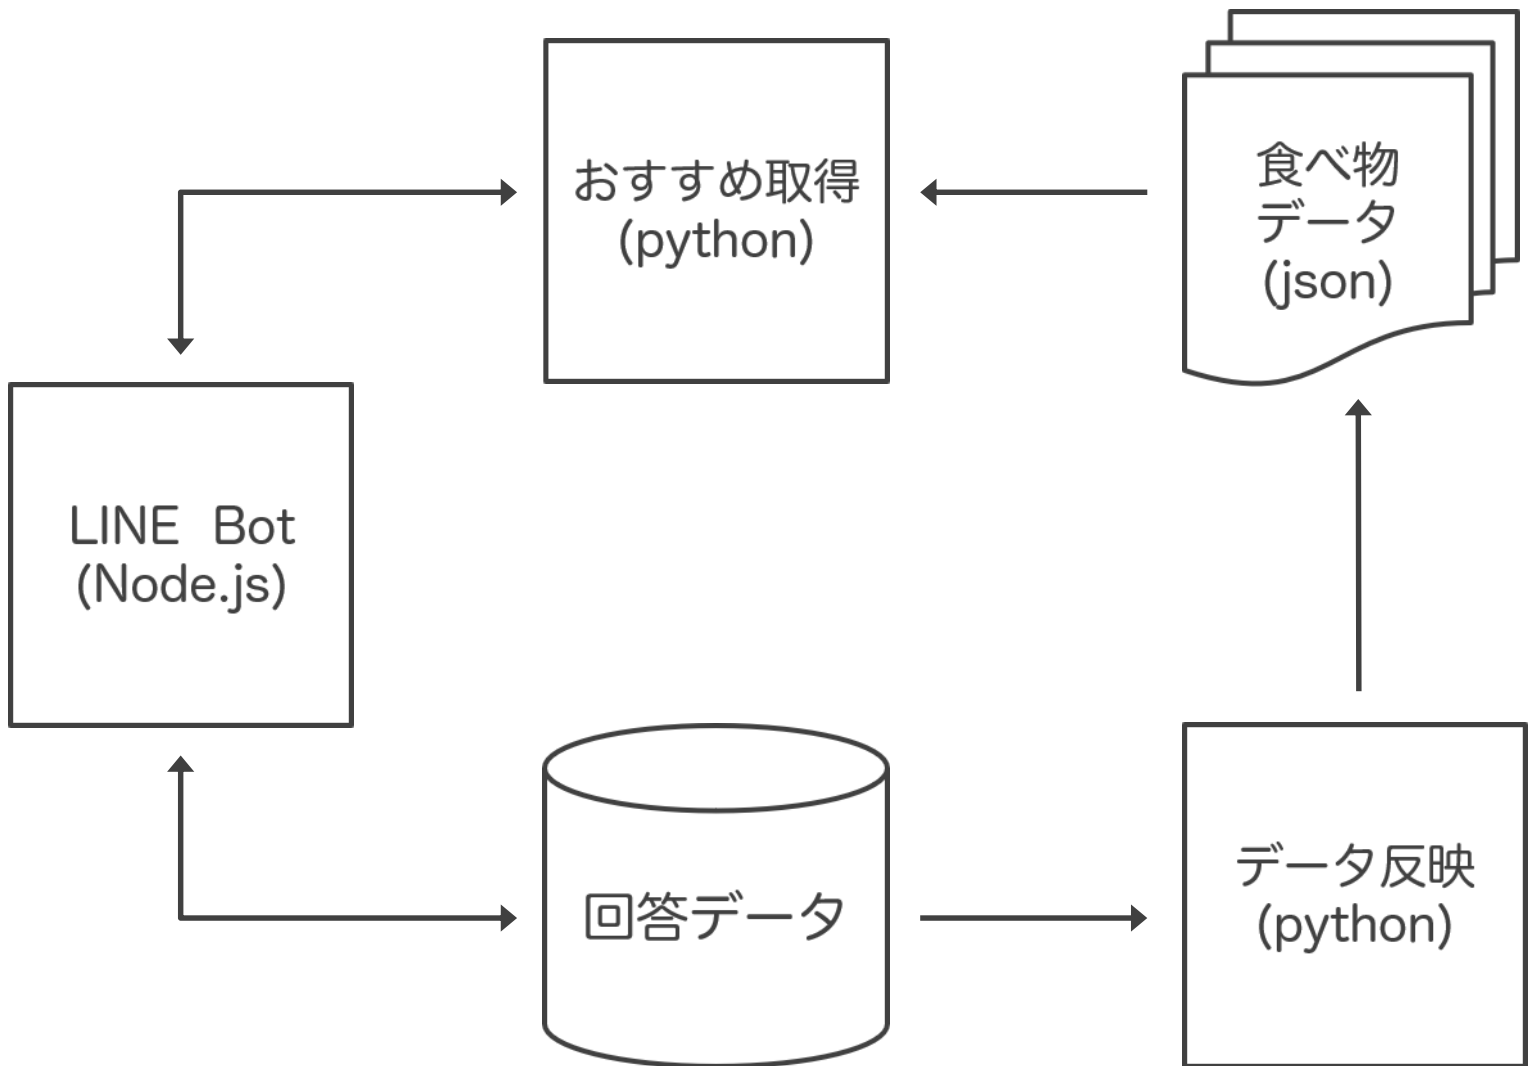 おすすめ取得
(python)
食べ物
データ
(json)
LINE Bot
(Node.js)
回答データ
データ反映
(python)